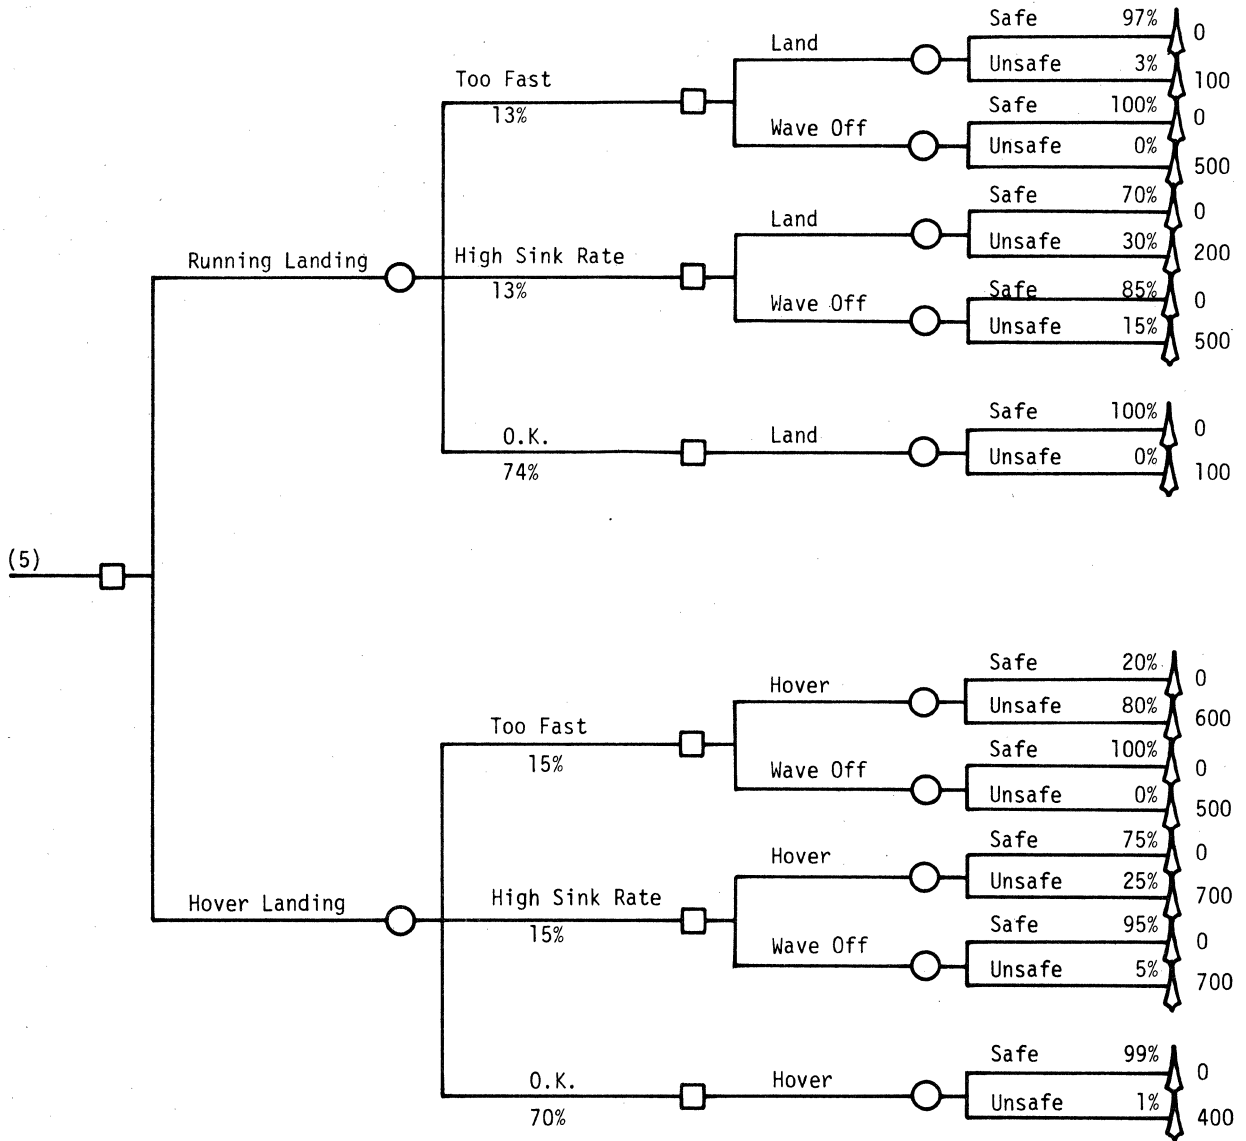 Safe 97% 0
Land
Unsafe 3% 100
Too Fast
13%
Safe 100% 0
Wave Off
Unsafe 0% 500
Safe 70% 0
Land
Unsafe 30% 200
Running Landing
High Sink Rate
13%
Safe 85% 0
Wave Off
Unsafe 15% 500
Safe 100% 0
O.K.
74%
Land
Unsafe 0% 100
(5)
Safe 20% 0
Hover
Unsafe 80% 600
Too Fast
15%
Safe 100% 0
Wave Off
Unsafe 0% 500
Safe 75% 0
Hover
Unsafe 25% 700
Hover Landing
High Sink Rate
15%
Safe 95% 0
Wave Off
Unsafe 5% 700
Safe 99% 0
O.K.
70%
Hover
Unsafe 1% 400